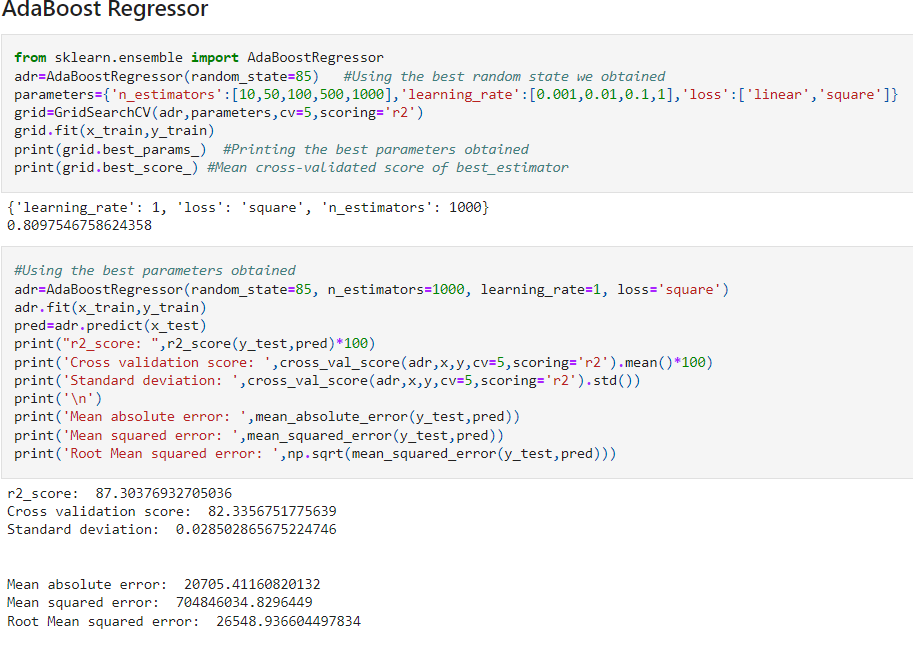 AdaBoost Regressor
from sklearn.ensemble import AdaBoostRegressor
adr=AdaBoostRegressor(random_state=85)   #Using the best random state we obtained
parameters={'n_estimators':[10,50,100,500,1000],'learning_rate':[0.001,0.01,0.1,1],'loss':['linear','square']}
grid=GridSearchCV(adr,parameters,cv=5,scoring='r2')
grid.fit(x_train,y_train)
print(grid.best_params_)  #Printing the best parameters obtained
print(grid.best_score_) #Mean cross-validated score of best_estimator
{'learning_rate': 1, 'loss': 'square', 'n_estimators': 1000}
0.8097546758624358
#Using the best parameters obtained
adr=AdaBoostRegressor(random_state=85, n_estimators=1000, learning_rate=1, loss='square')
adr.fit(x_train,y_train)
pred=adr.predict(x_test)
print("r2_score: ",r2_score(y_test,pred)*100)
print('Cross validation score: ',cross_val_score(adr,x,y,cv=5,scoring='r2').mean()*100)
print('Standard deviation: ',cross_val_score(adr,x,y,cv=5,scoring='r2').std())
print('\n')
print('Mean absolute error: ',mean_absolute_error(y_test,pred))
print('Mean squared error: ',mean_squared_error(y_test,pred))
print('Root Mean squared error: ',np.sqrt(mean_squared_error(y_test,pred)))
r2_score:  87.30376932705036
Cross validation score:  82.3356751775639
Standard deviation:  0.028502865675224746
Mean absolute error:  20705.41160820132
Mean squared error:  704846034.8296449
Root Mean squared error:  26548.936604497834